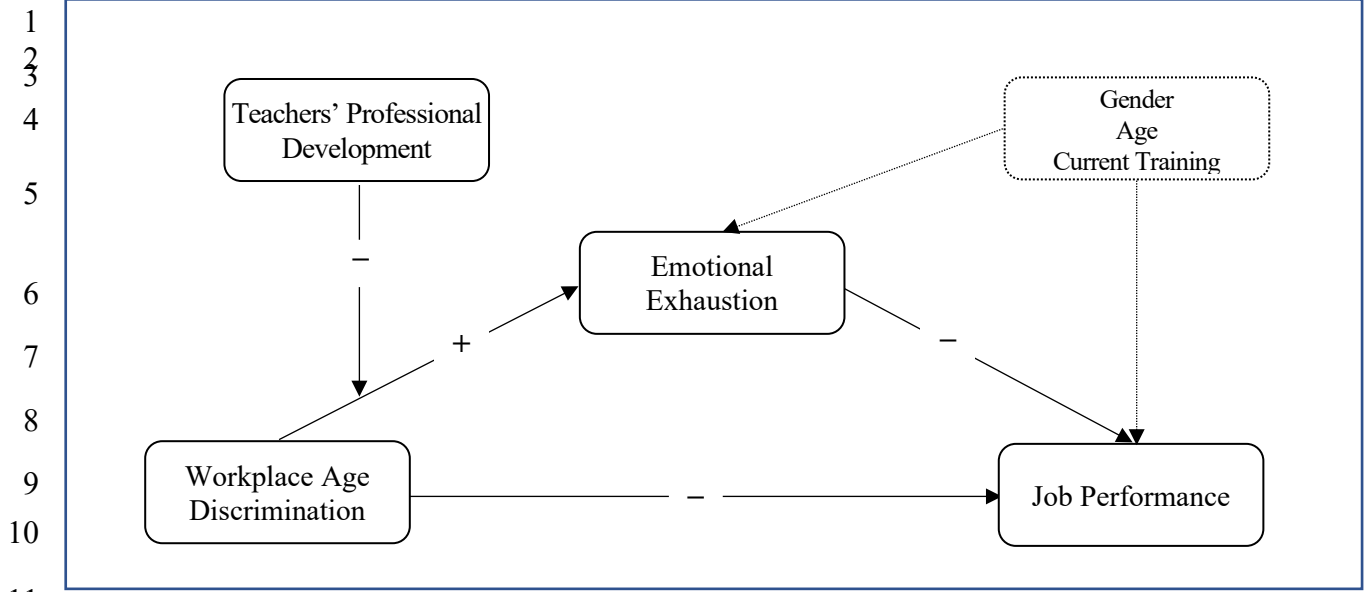 1
2
3
4
5
6
7
8
9
10
Teachers’ Professional
Development
Gender
Age
Current Training
–
Emotional
Exhaustion
+
–
Workplace Age
Discrimination
–
Job Performance